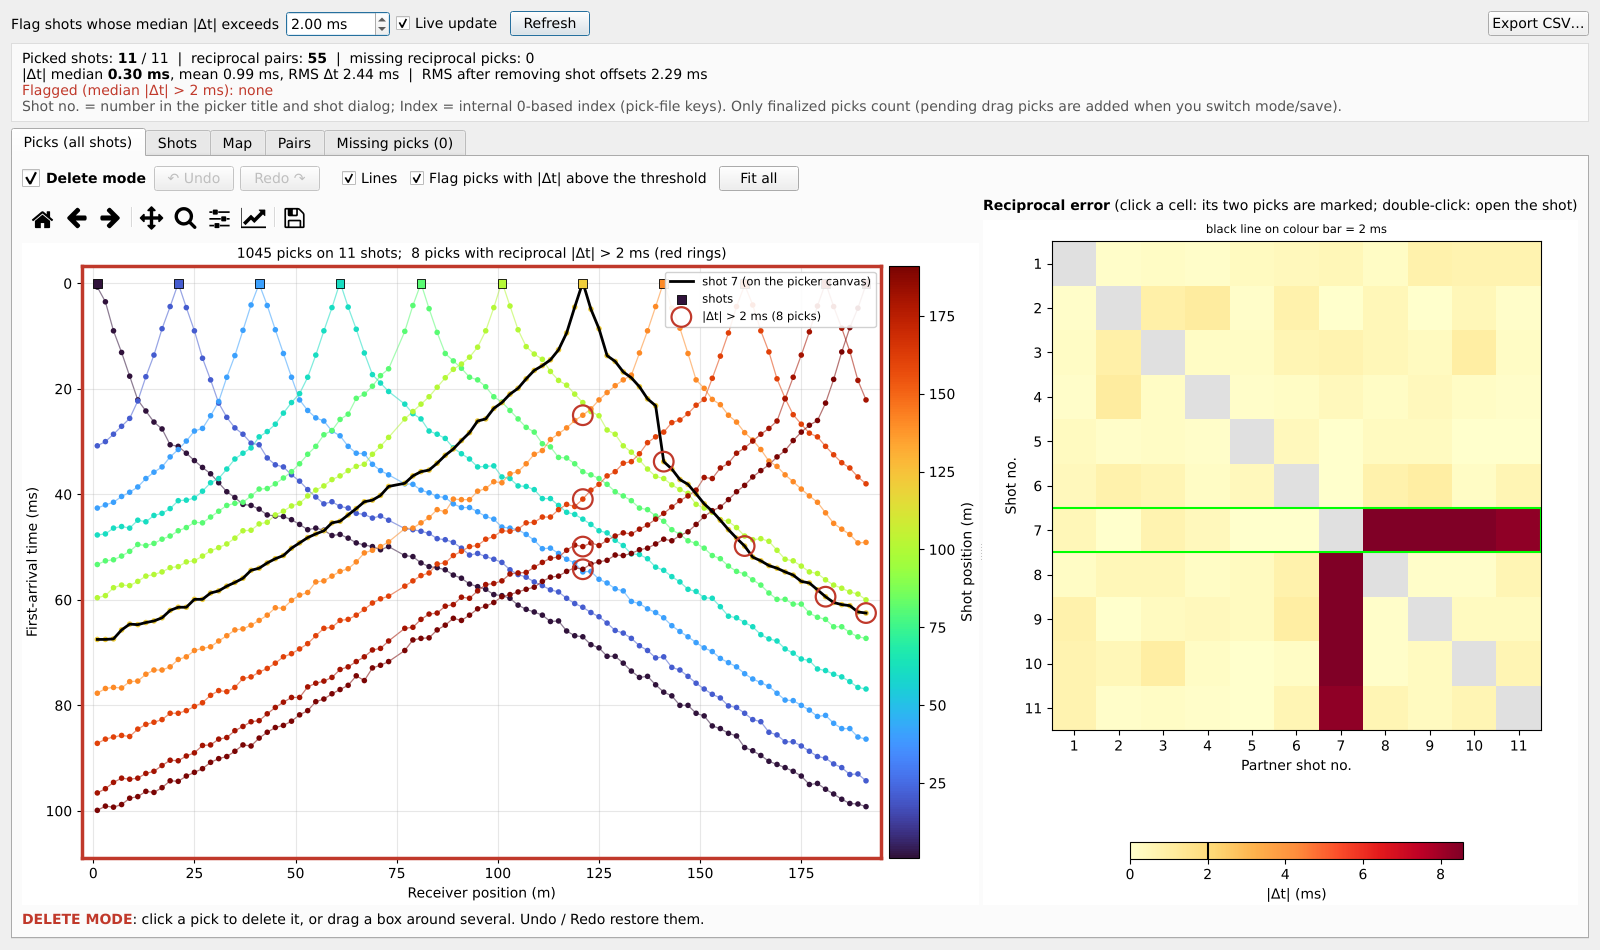 Flag shots whose median |Δt| exceeds 2.00 ms Live update Refresh Export CSV...
Picked shots: 11 / 11 | reciprocal pairs: 55 | missing reciprocal picks: 0
|Δt| median 0.30 ms, mean 0.99 ms, RMS Δt 2.44 ms | RMS after removing shot offsets 2.29 ms
Flagged (median |Δt| > 2 ms): none
Shot no. = number in the picker title and shot dialog; Index = internal 0-based index (pick-file keys). Only finalized picks count (pending drag picks are added when you switch mode/save).
Picks (all shots) Shots Map Pairs Missing picks (0)
Delete mode ↶ Undo Redo ↷ Lines Flag picks with |Δt| above the threshold Fit all
1045 picks on 11 shots; 8 picks with reciprocal |Δt| > 2 ms (red rings)
shot 7 (on the picker canvas)
shots
|Δt| > 2 ms (8 picks)
0
20
40
60
80
100
First-arrival time (ms)
0 25 50 75 100 125 150 175
Receiver position (m)
175
150
125
100
75
50
25
Shot position (m)
Reciprocal error (click a cell: its two picks are marked; double-click: open the shot)
black line on colour bar = 2 ms
1
2
3
4
5
6
7
8
9
10
11
Shot no.
1 2 3 4 5 6 7 8 9 10 11
Partner shot no.
0 2 4 6 8
|Δt| (ms)
DELETE MODE: click a pick to delete it, or drag a box around several. Undo / Redo restore them.